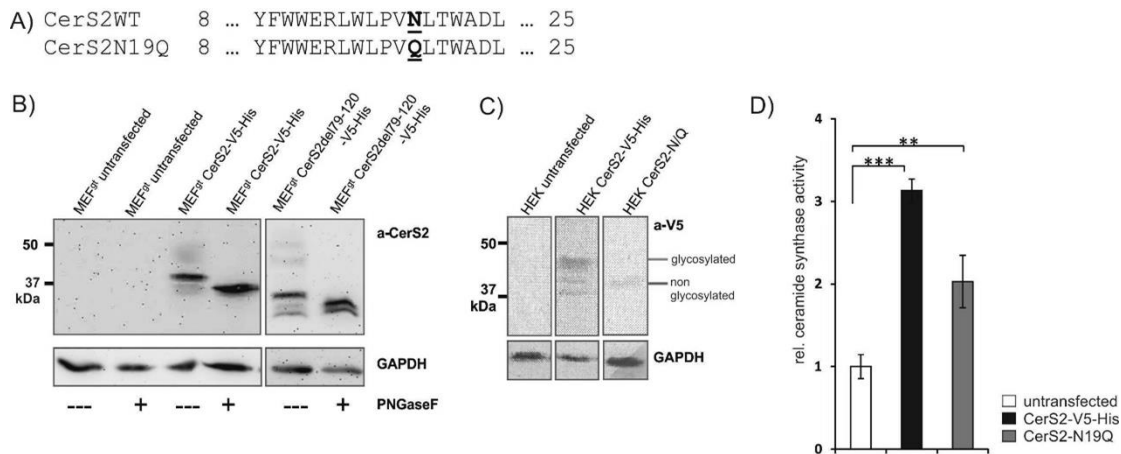 A) CerS2WT 8 ... YFWWERLWLPVNLTWADL ... 25
CerS2N19Q 8 ... YFWWERLWLPVQLTWADL ... 25
B)
MEFgt untransfected
MEFgt untransfected
MEFgt CerS2-V5-His
MEFgt CerS2-V5-His
MEFgt CerS2del79-120
-V5-His
MEFgt CerS2del79-120
-V5-His
a-CerS2
50
37
kDa
GAPDH
--- + --- + --- + PNGaseF
C)
HEK untransfected
HEK CerS2-V5-His
HEK CerS2-NQ
a-V5
50
glycosylated
37
non
glycosylated
kDa
GAPDH
D)
rel. ceramide synthase activity
4
3
2
1
0
**
***
untransfected
CerS2-V5-His
CerS2-N19Q